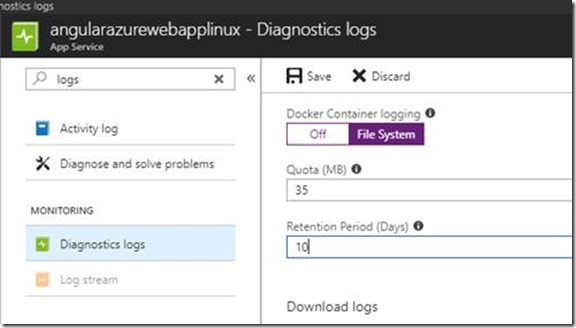 nostics logs
angularazurewebapplinux - Diagnostics logs
App Service
logs
Activity log
Diagnose and solve problems
MONITORING
Diagnostics logs
Log stream
Save
Discard
Docker Container logging
Off
File System
Quota (MB)
35
Retention Period (Days)
10
Download logs